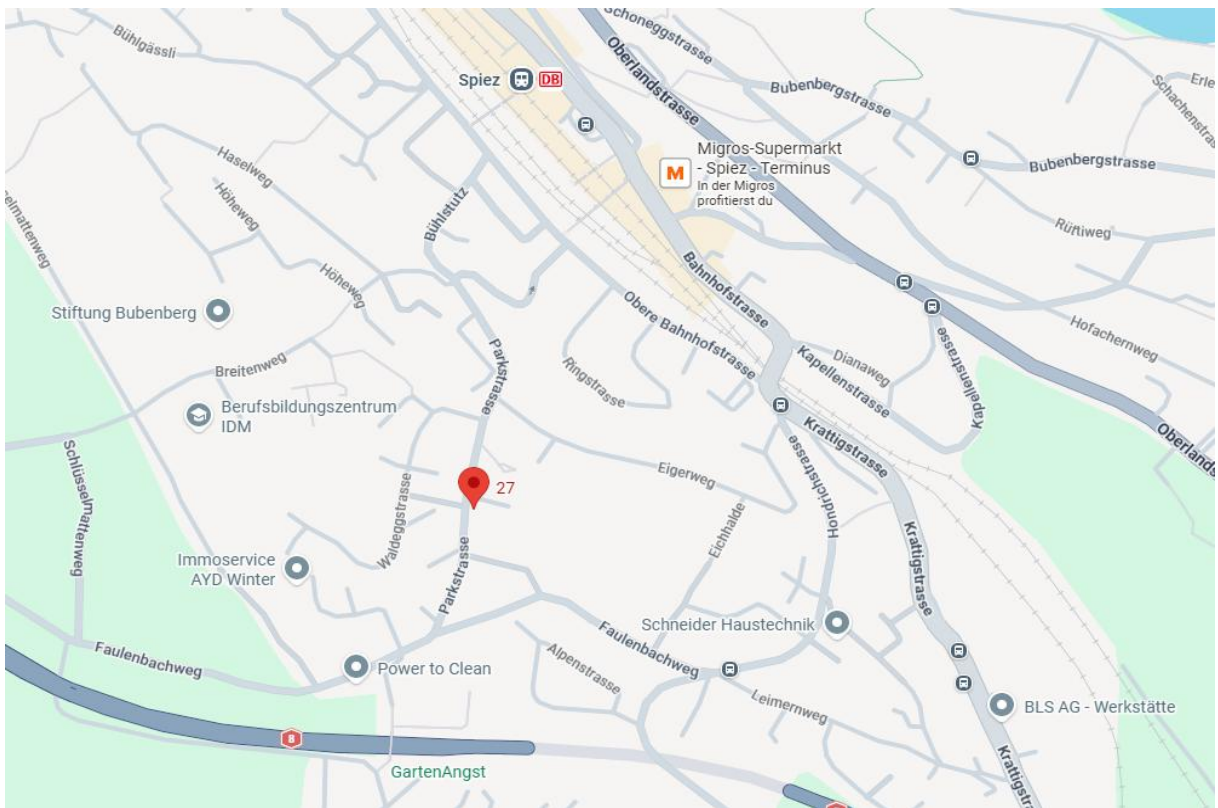 Schoneggstrasse
Bühlgässli
Oberlandstrasse
Spiez
DB
Bubenbergstrasse
Erle
Schachenstrasse
Migros-Supermarkt
- Spiez - Terminus
In der Migros
profitierst du
M
Bubenbergstrasse
Haselweg
Höheweg
elmattenweg
Bühlstutz
Rüttiweg
Bahnhofstrasse
Höheweg
Stiftung Bubenberg
Obere Bahnhofstrasse
Hofachernweg
Parkstrasse
Breitenweg
Ringstrasse
Dianaweg
Kapellenstrasse
Kapellenstrasse
Berufsbildungszentrum
IDM
Krattigstrasse
Oberlands
Schlüsselmattenweg
Eigerweg
Hondrichstrasse
27
Waldeggstrasse
Eichhalde
Immoservice
AYD Winter
Parkstrasse
Krattigstrasse
Schneider Haustechnik
Faulenbachweg
Faulenbachweg
Alpenstrasse
Power to Clean
Leimernweg
BLS AG - Werkstätte
8
GartenAngst
Krattigstr